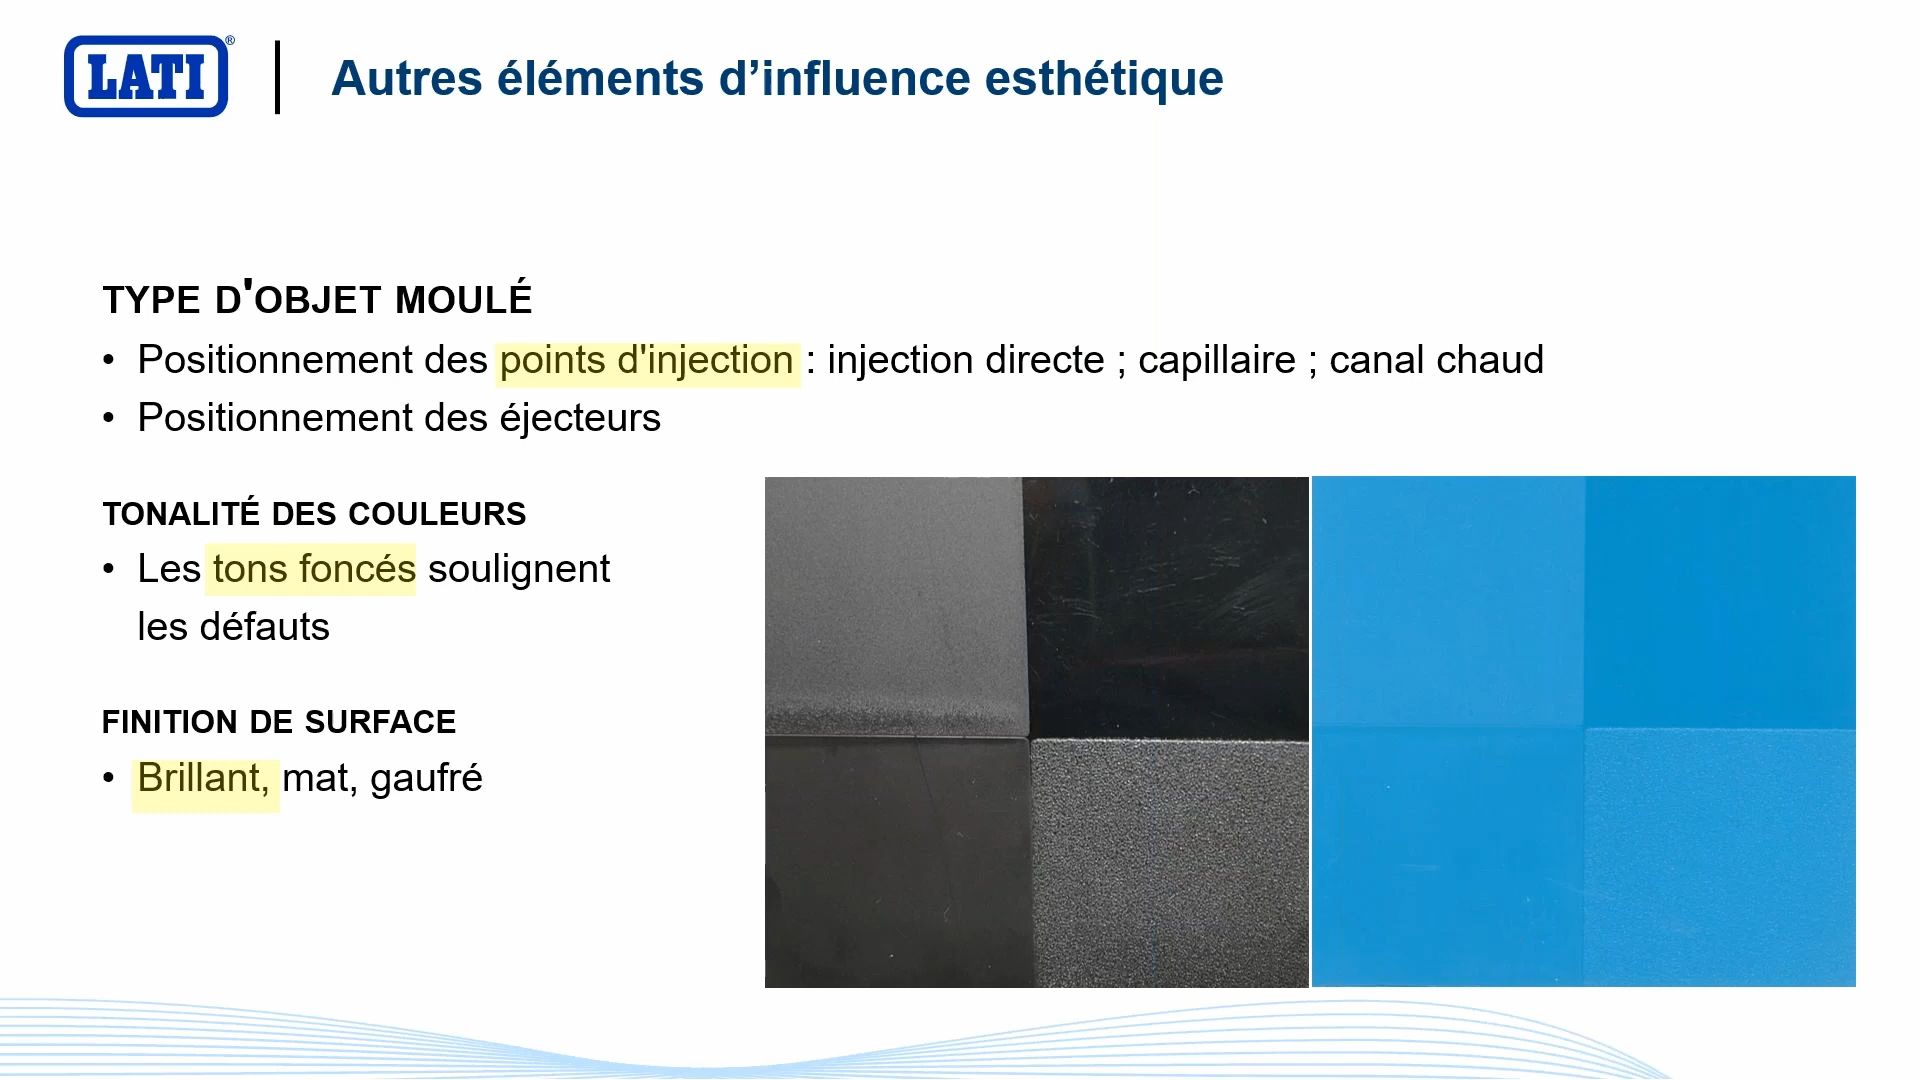 LATI®
Autres éléments d’influence esthétique
TYPE D'OBJET MOULÉ
• Positionnement des points d'injection : injection directe ; capillaire ; canal chaud
• Positionnement des éjecteurs
TONALITÉ DES COULEURS
• Les tons foncés soulignent
les défauts
FINITION DE SURFACE
• Brillant, mat, gaufré